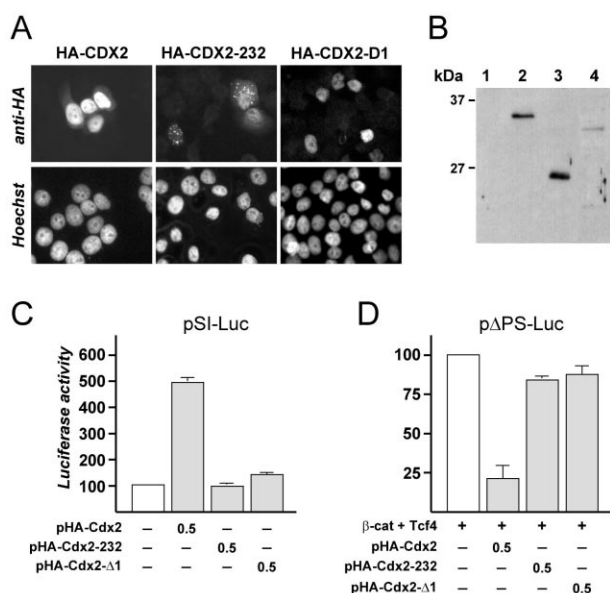 A
HA-CDX2 HA-CDX2-232 HA-CDX2-D1
anti-HA
Hoechst
B
kDa 1 2 3 4
37
27
C
pSI-Luc
Luciferase activity
600
500
400
300
200
100
pHA-Cdx2 – 0.5 – –
pHA-Cdx2-232 – – 0.5 –
pHA-Cdx2-Δ1 – – – 0.5
D
pΔPS-Luc
100
75
50
25
β-cat + Tcf4 + + + +
pHA-Cdx2 – 0.5 – –
pHA-Cdx2-232 – – 0.5 –
pHA-Cdx2-Δ1 – – – 0.5